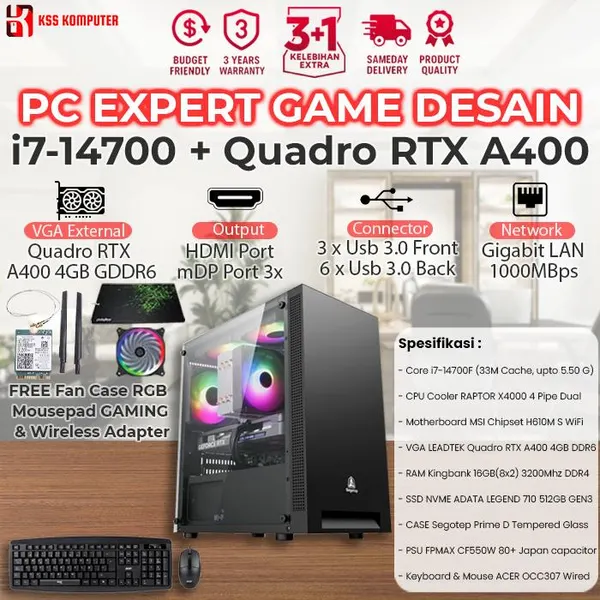 KSS KOMPUTER
BUDGET
FRIENDLY
3 YEARS
WARRANTY
3+1
KELEBIHAN
EXTRA
SAMEDAY
DELIVERY
PRODUCT
QUALITY
PC EXPERT GAME DESAIN
i7-14700 + Quadro RTX A400
VGA External
Quadro RTX
A400 4GB GDDR6
Output
HDMI Port
mDP Port 3x
Connector
3 x Usb 3.0 Front
6 x Usb 3.0 Back
Network
Gigabit LAN
1000MBps
FREE Fan Case RGB
Mousepad GAMING
& Wireless Adapter
Spesifikasi :
- Core i7-14700F (33M Cache, upto 5.50 G)
- CPU Cooler RAPTOR X4000 4 Pipe Dual
- Motherboard MSI Chipset H610M S WiFi
- VGA LEADTEK Quadro RTX A400 4GB DDR6
- RAM Kingbank 16GB(8x2) 3200Mhz DDR4
- SSD NVME ADATA LEGEND 710 512GB GEN3
- CASE Segotep Prime D Tempered Glass
- PSU FPMAX CF550W 80+ Japan capacitor
- Keyboard & Mouse ACER OCC307 Wired